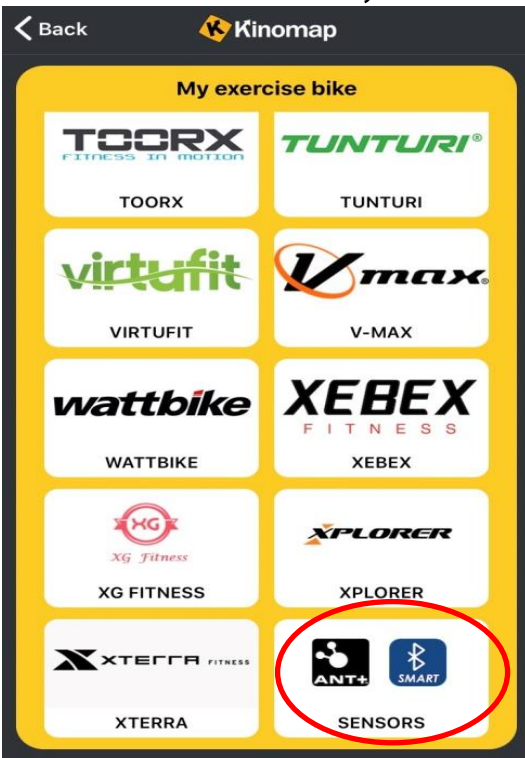 Back
Kinomap
My exercise bike
TOORX
FITNESS IN MOTION
TOORX
TUNTURI®
TUNTURI
virtufit
VIRTUFIT
Vmax.
V-MAX
wattbike
WATTBIKE
XEBEX
FITNESS
XEBEX
XG
XG Fitness
XG FITNESS
XPLORER
XPLORER
XTERRA FITNESS
XTERRA
ANT+
SMART
SENSORS